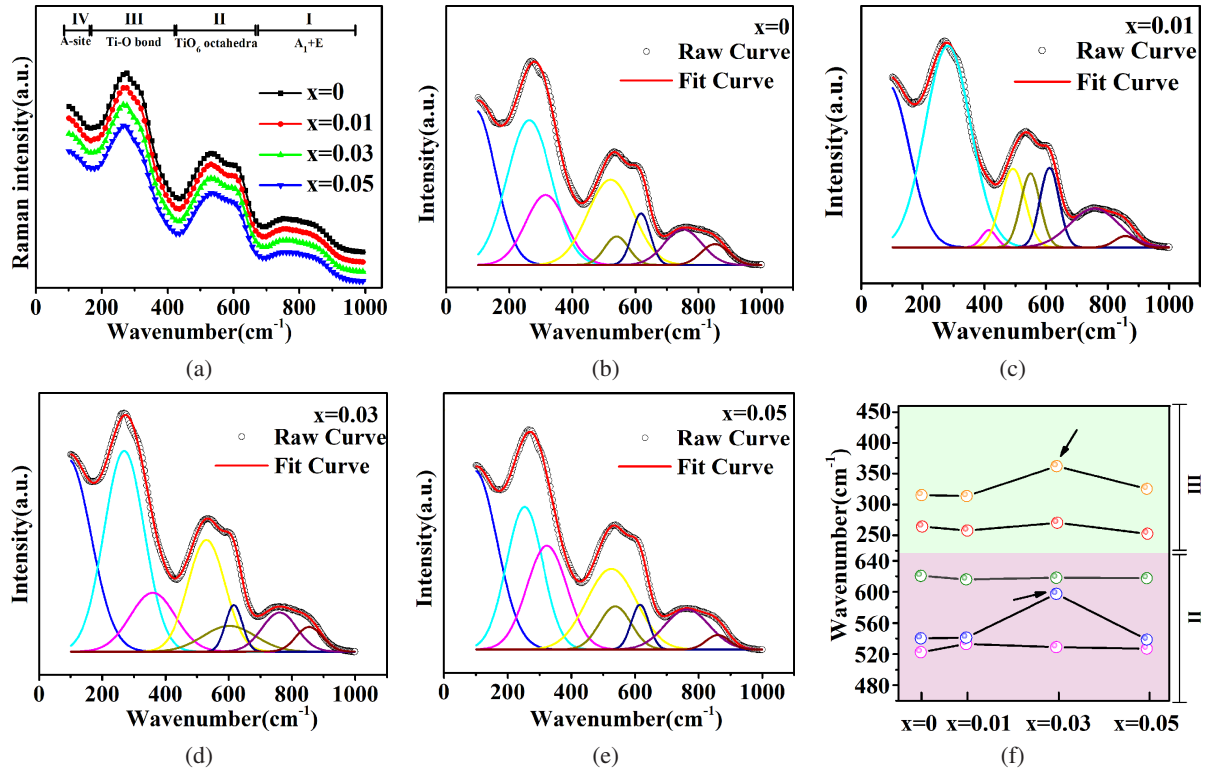 IV III II I
A-site Ti-O bond TiO6 octahedra A1+E
Raman intensity(a.u.)
x=0
x=0.01
x=0.03
x=0.05
0 200 400 600 800 1000
Wavenumber(cm-1)
(a)
x=0
Raw Curve
Fit Curve
Intensity(a.u.)
0 200 400 600 800 1000
Wavenumber(cm-1)
(b)
x=0.01
Raw Curve
Fit Curve
Intensity(a.u.)
0 200 400 600 800 1000
Wavenumber(cm-1)
(c)
x=0.03
Raw Curve
Fit Curve
Intensity(a.u.)
0 200 400 600 800 1000
Wavenumber(cm-1)
(d)
x=0.05
Raw Curve
Fit Curve
Intensity(a.u.)
0 200 400 600 800 1000
Wavenumber(cm-1)
(e)
450
400
350
300
250
640
600
560
520
480
Wavenumber(cm-1)
III
II
x=0 x=0.01 x=0.03 x=0.05
(f)